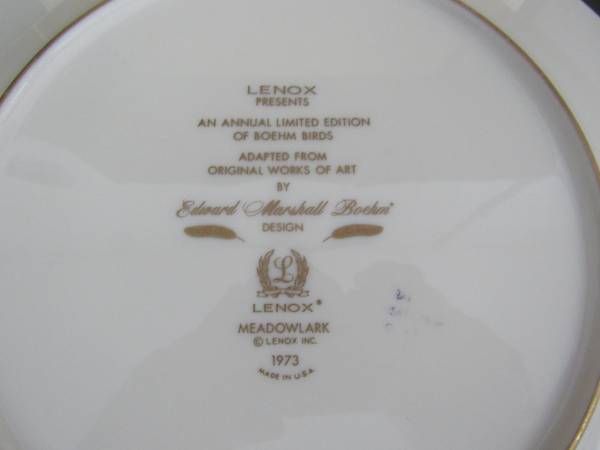 LENOX
PRESENTS
AN ANNUAL LIMITED EDITION
OF BOEHM BIRDS
ADAPTED FROM
ORIGINAL WORKS OF ART
BY
Edward Marshall Boehm*
DESIGN
L
LENOX®
MEADOWLARK
© LENOX INC.
1973
MADE IN U.S.A.